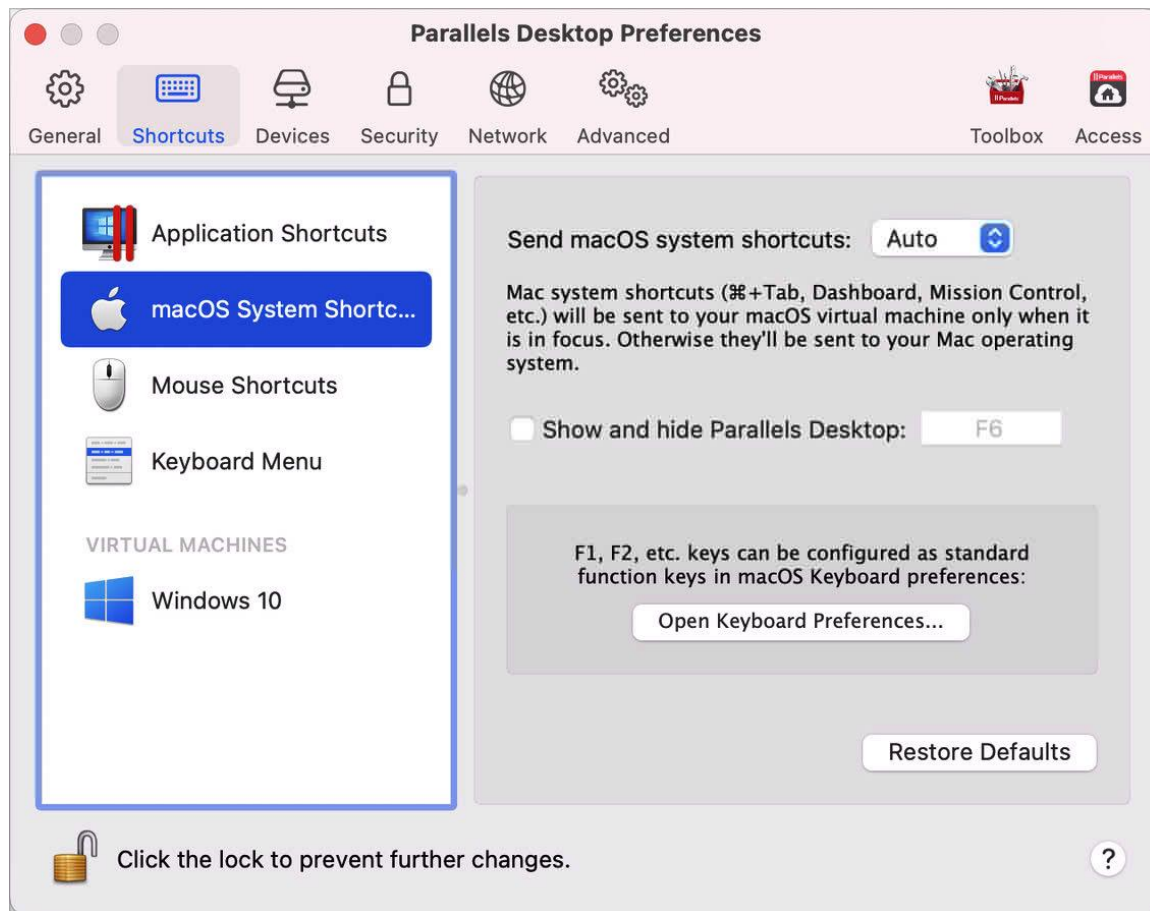 Parallels Desktop Preferences
General Shortcuts Devices Security Network Advanced Toolbox Access
Application Shortcuts
macOS System Shortc...
Mouse Shortcuts
Keyboard Menu
VIRTUAL MACHINES
Windows 10
Send macOS system shortcuts: Auto
Mac system shortcuts (⌘+Tab, Dashboard, Mission Control,
etc.) will be sent to your macOS virtual machine only when it
is in focus. Otherwise they'll be sent to your Mac operating
system.
Show and hide Parallels Desktop: F6
F1, F2, etc. keys can be configured as standard
function keys in macOS Keyboard preferences:
Open Keyboard Preferences...
Restore Defaults
Click the lock to prevent further changes.
?